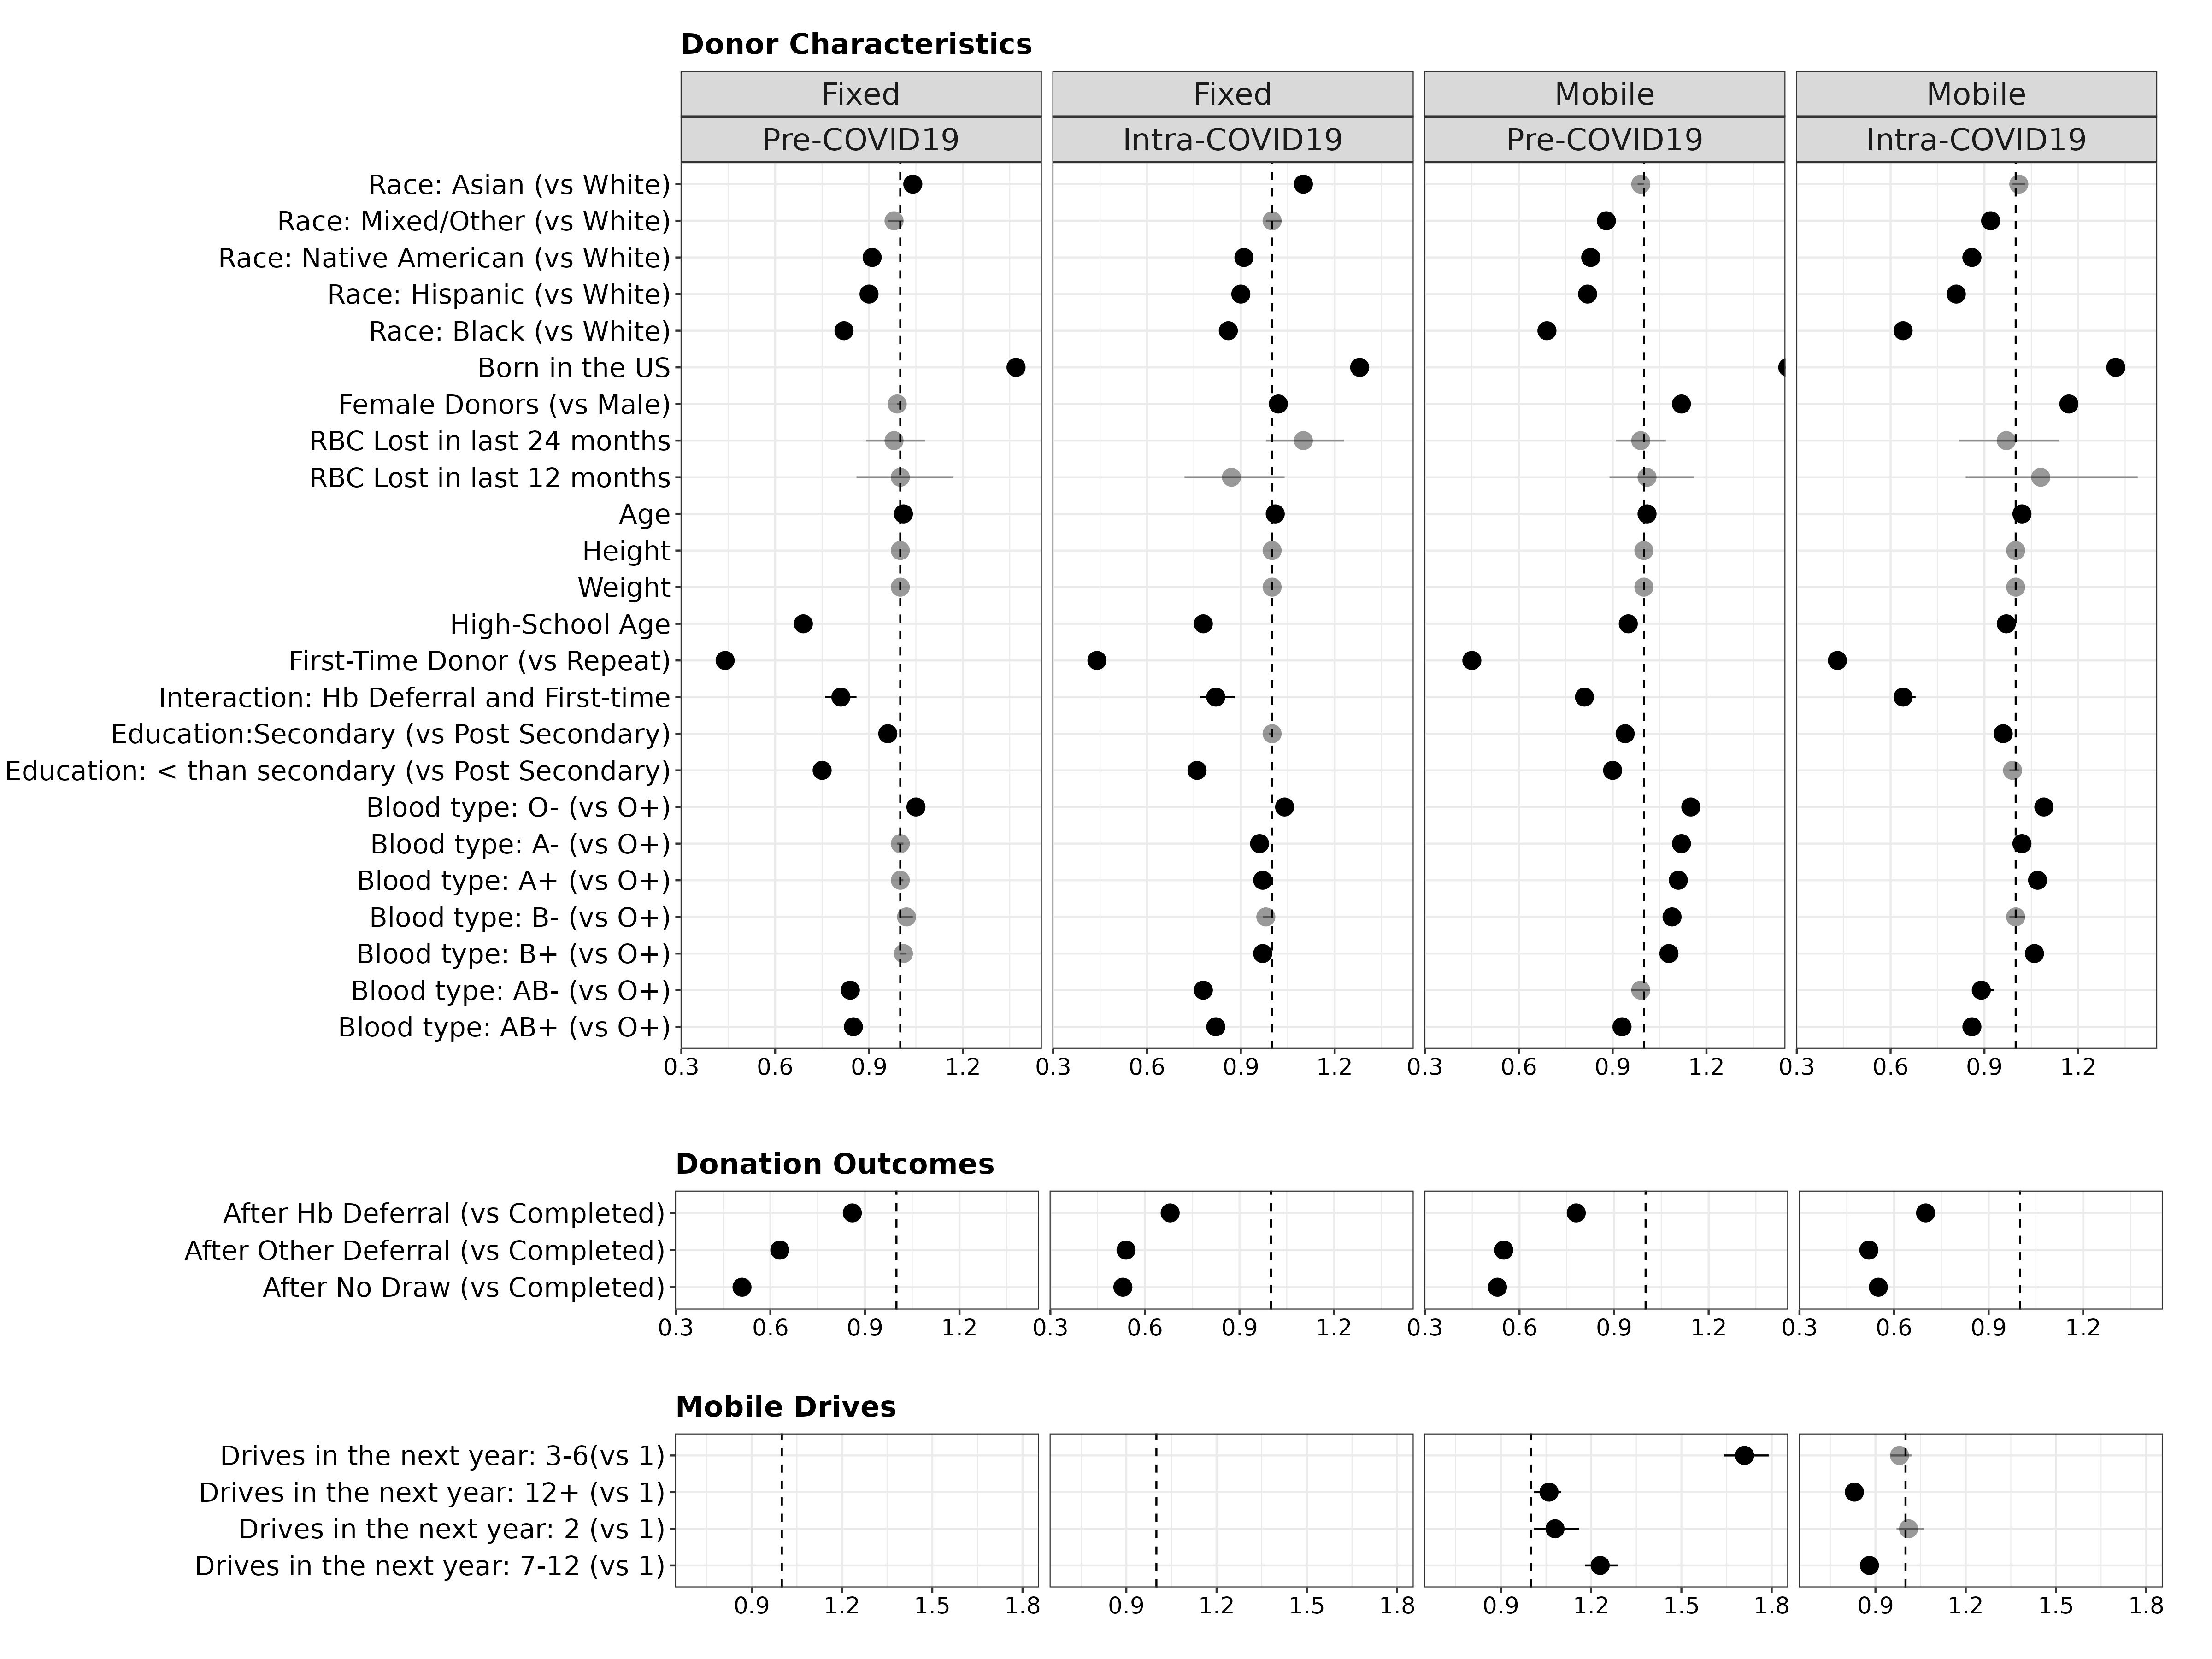 Donor Characteristics
Fixed Fixed Mobile Mobile
Pre-COVID19 Intra-COVID19 Pre-COVID19 Intra-COVID19
Race: Asian (vs White)
Race: Mixed/Other (vs White)
Race: Native American (vs White)
Race: Hispanic (vs White)
Race: Black (vs White)
Born in the US
Female Donors (vs Male)
RBC Lost in last 24 months
RBC Lost in last 12 months
Age
Height
Weight
High-School Age
First-Time Donor (vs Repeat)
Interaction: Hb Deferral and First-time
Education:Secondary (vs Post Secondary)
Education: < than secondary (vs Post Secondary)
Blood type: O- (vs O+)
Blood type: A- (vs O+)
Blood type: A+ (vs O+)
Blood type: B- (vs O+)
Blood type: B+ (vs O+)
Blood type: AB- (vs O+)
Blood type: AB+ (vs O+)
0.3 0.6 0.9 1.2 0.3 0.6 0.9 1.2 0.3 0.6 0.9 1.2 0.3 0.6 0.9 1.2
Donation Outcomes
After Hb Deferral (vs Completed)
After Other Deferral (vs Completed)
After No Draw (vs Completed)
0.3 0.6 0.9 1.2 0.3 0.6 0.9 1.2 0.3 0.6 0.9 1.2 0.3 0.6 0.9 1.2
Mobile Drives
Drives in the next year: 3-6(vs 1)
Drives in the next year: 12+ (vs 1)
Drives in the next year: 2 (vs 1)
Drives in the next year: 7-12 (vs 1)
0.9 1.2 1.5 1.8 0.9 1.2 1.5 1.8 0.9 1.2 1.5 1.8 0.9 1.2 1.5 1.8